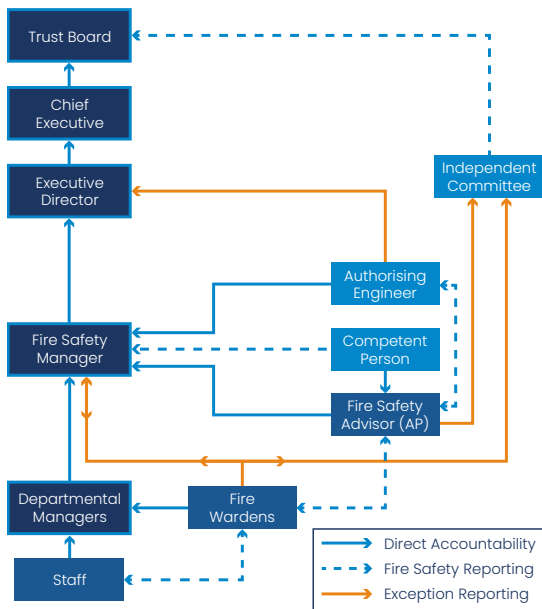 Trust Board
Chief
Executive
Executive
Director
Independent
Committee
Authorising
Engineer
Fire Safety
Manager
Competent
Person
Fire Safety
Advisor (AP)
Departmental
Managers
Fire
Wardens
Staff
Direct Accountability
Fire Safety Reporting
Exception Reporting